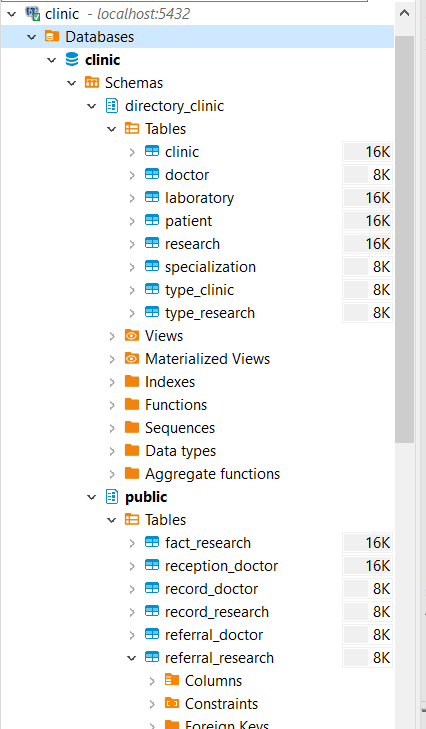 clinic - localhost:5432
Databases
clinic
Schemas
directory_clinic
Tables
clinic 16K
doctor 8K
laboratory 16K
patient 16K
research 16K
specialization 8K
type_clinic 8K
type_research 8K
Views
Materialized Views
Indexes
Functions
Sequences
Data types
Aggregate functions
public
Tables
fact_research 16K
reception_doctor 16K
record_doctor 8K
record_research 8K
referral_doctor 8K
referral_research 8K
Columns
Constraints
Foreign Keys